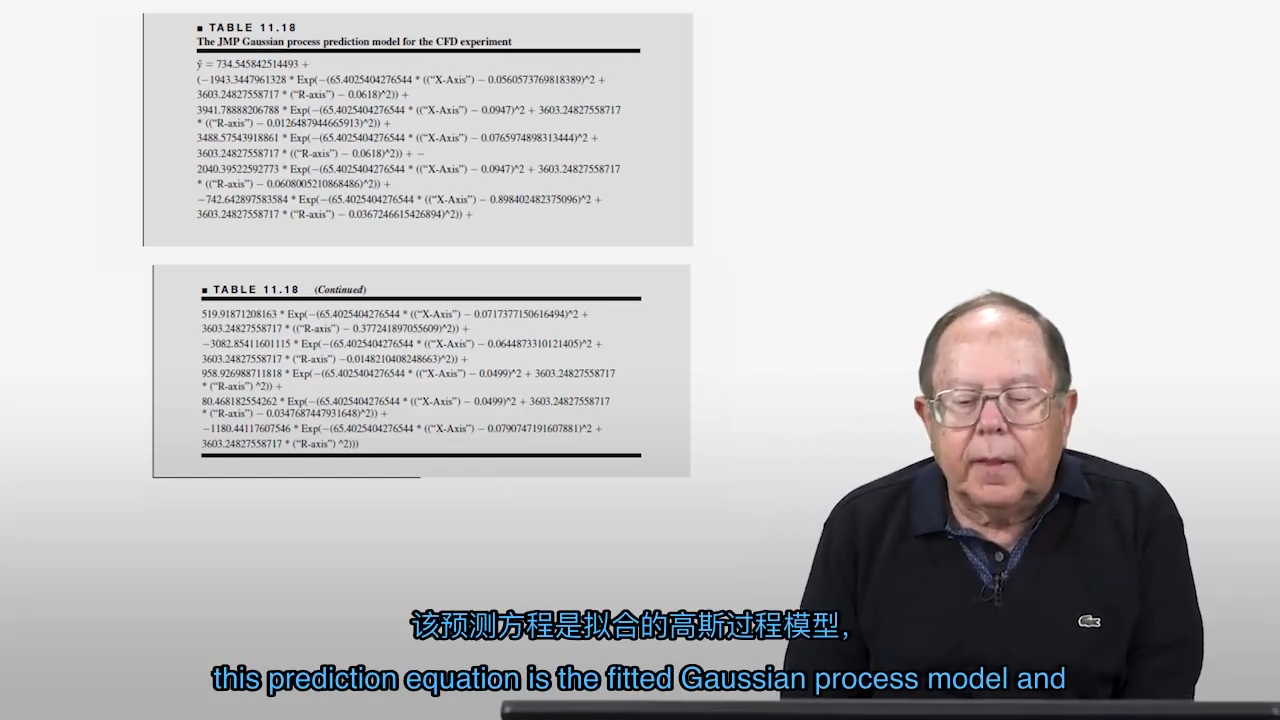 ■ TABLE 11.18
The JMP Gaussian process prediction model for the CFD experiment
ŷ = 734.545842514493 +
(−1943.3447961328 * Exp(−(65.4025404276544 * ((“X-Axis”) − 0.0560573769818389)^2 +
3603.24827558717 * (“R-axis”) − 0.0618)^2)) +
3941.78888206788 * Exp(−(65.4025404276544 * ((“X-Axis”) − 0.0947)^2 + 3603.24827558717
* ((“R-axis”) − 0.0126487944665913)^2)) +
3488.57543918861 * Exp(−(65.4025404276544 * ((“X-Axis”) − 0.0765974898313444)^2 +
3603.24827558717 * ((“R-axis”) − 0.0618)^2)) + −
2040.39522592773 * Exp(−(65.4025404276544 * ((“X-Axis”) − 0.0947)^2 + 3603.24827558717
* ((“R-axis”) − 0.0608005210868486)^2)) +
−742.642897583584 * Exp(−(65.4025404276544 * ((“X-Axis”) − 0.898402482375096)^2 +
3603.24827558717 * (“R-axis”) − 0.0367246615426894)^2)) +
■ TABLE 11.18 (Continued)
519.91871208163 * Exp(−(65.4025404276544 * ((“X-Axis”) − 0.0717377150616494)^2 +
3603.24827558717 * ((“R-axis”) − 0.377241897055609)^2)) +
−3082.85411601115 * Exp(−(65.4025404276544 * ((“X-Axis”) − 0.0644873310121405)^2 +
3603.24827558717 * (“R-axis”) −0.0148210408248663)^2)) +
958.926988711818 * Exp(−(65.4025404276544 * ((“X-Axis”) − 0.0499)^2 + 3603.24827558717
* (“R-axis”) ^2)) +
80.468182554262 * Exp(−(65.4025404276544 * ((“X-Axis”) − 0.0499)^2 + 3603.24827558717
* (“R-axis”) − 0.0347687447931648)^2)) +
−1180.44117607546 * Exp(−(65.4025404276544 * ((“X-Axis”) − 0.0790747191607881)^2 +
3603.24827558717 * (“R-axis”) ^2)))
该预测方程是拟合的高斯过程模型，
this prediction equation is the fitted Gaussian process model and